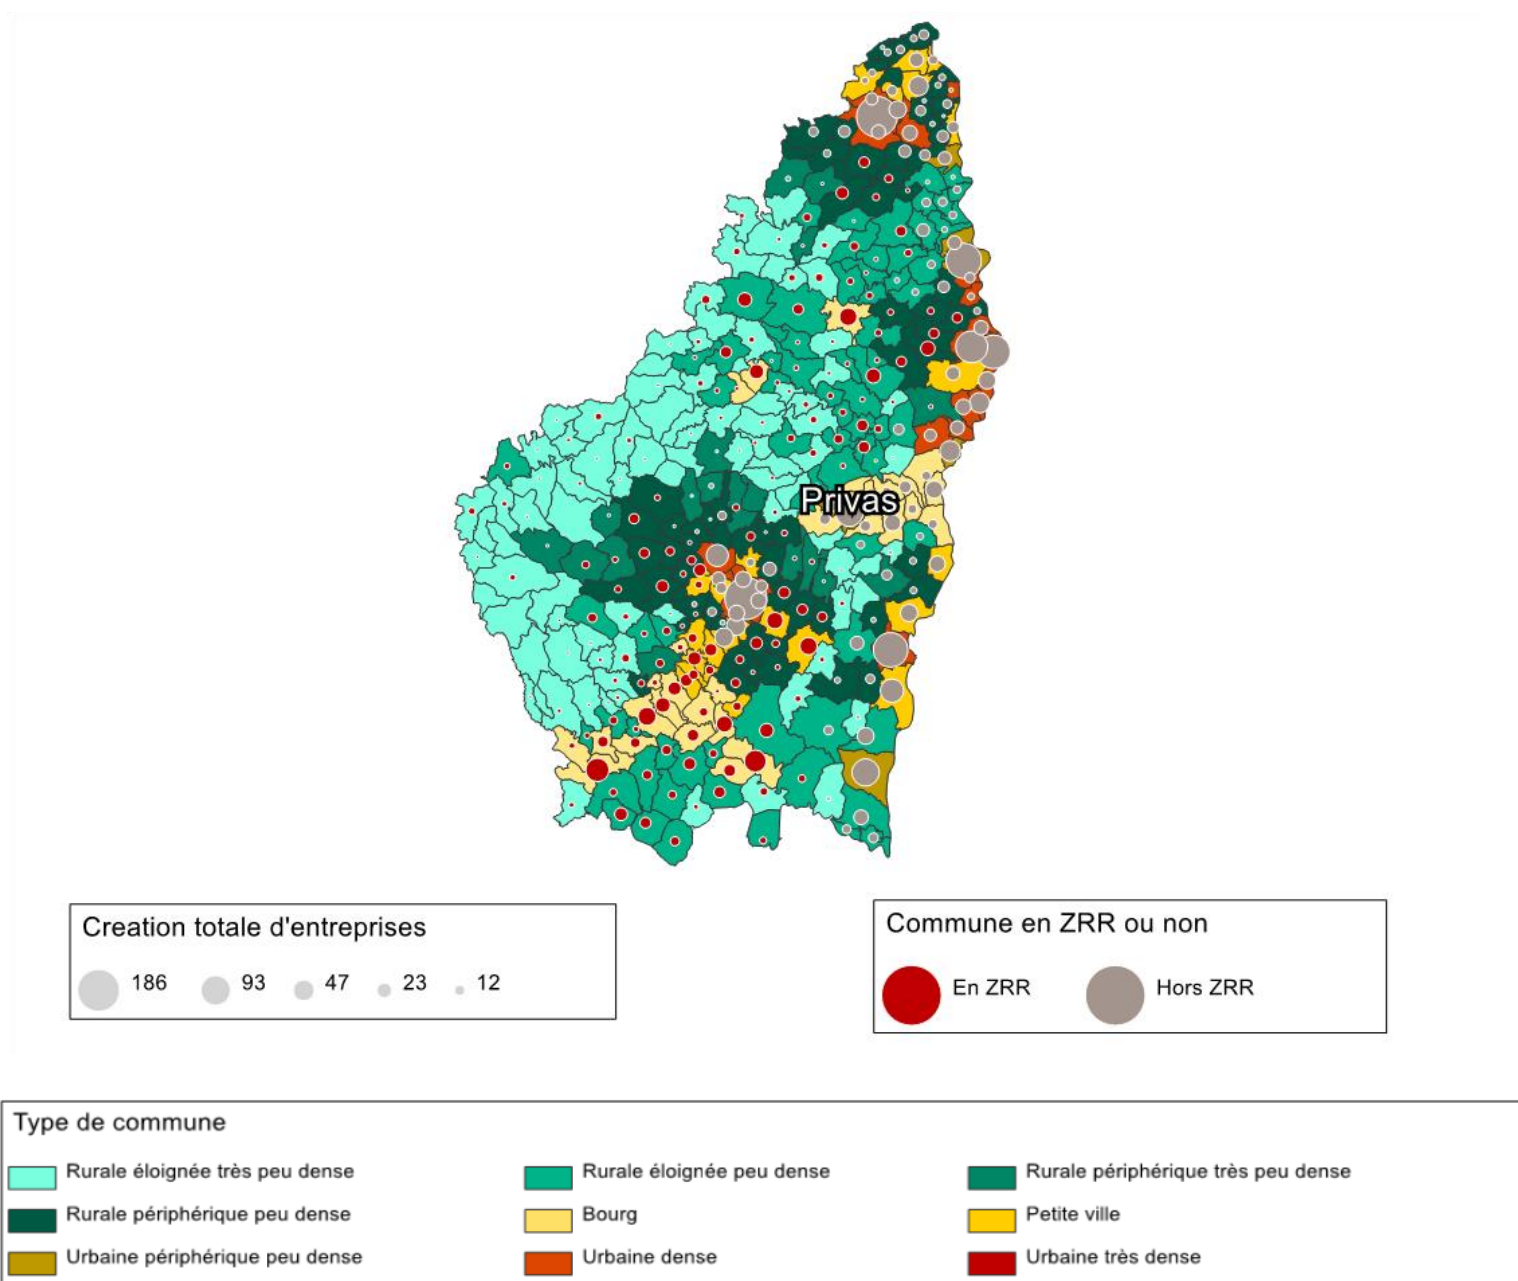 Privas
Creation totale d'entreprises
186 93 47 23 12
Commune en ZRR ou non
En ZRR Hors ZRR
Type de commune
Rurale éloignée très peu dense Rurale éloignée peu dense Rurale périphérique très peu dense
Rurale périphérique peu dense Bourg Petite ville
Urbaine périphérique peu dense Urbaine dense Urbaine très dense